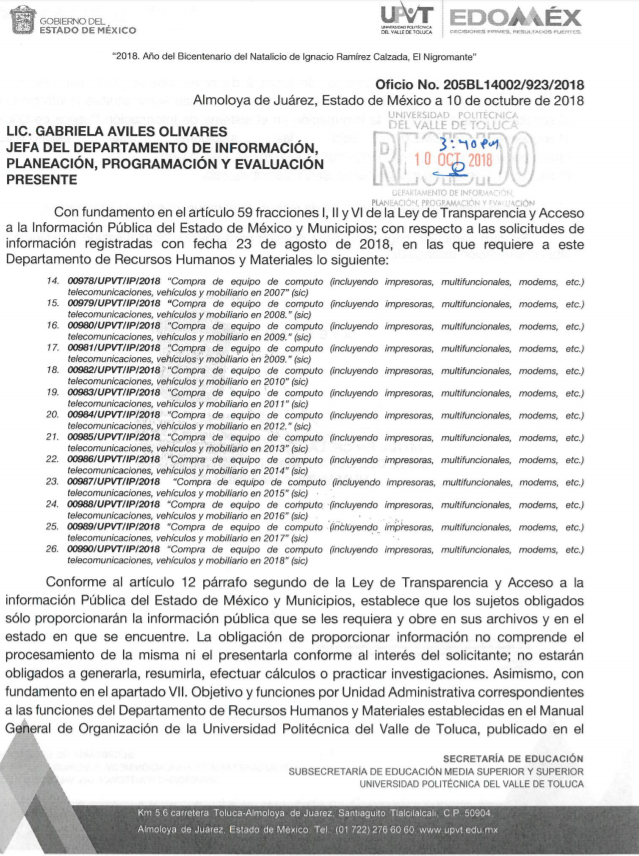 GOBIERNO DEL
ESTADO DE MÉXICO
UPVT
UNIVERSIDAD POLITÉCNICA
DEL VALLE DE TOLUCA
EDOMÉX
DECISIONES FIRMES, RESULTADOS FUERTES.
"2018. Año del Bicentenario del Natalicio de Ignacio Ramírez Calzada, El Nigromante"
Oficio No. 205BL14002/923/2018
Almoloya de Juárez, Estado de México a 10 de octubre de 2018
UNIVERSIDAD POLITÉCNICA
DEL VALLE DE TOLUCA
3:40 pm
RECIBIDO
10 OCT 2018
DEPARTAMENTO DE INFORMACIÓN,
PLANEACIÓN, PROGRAMACIÓN Y EVALUACIÓN
LIC. GABRIELA AVILES OLIVARES
JEFA DEL DEPARTAMENTO DE INFORMACIÓN,
PLANEACIÓN, PROGRAMACIÓN Y EVALUACIÓN
PRESENTE
Con fundamento en el artículo 59 fracciones I, II y VI de la Ley de Transparencia y Acceso
a la Información Pública del Estado de México y Municipios; con respecto a las solicitudes de
información registradas con fecha 23 de agosto de 2018, en las que requiere a este
Departamento de Recursos Humanos y Materiales lo siguiente:
14. 00978/UPVT/IP/2018 "Compra de equipo de computo (incluyendo impresoras, multifuncionales, modems, etc.)
telecomunicaciones, vehículos y mobiliario en 2007" (sic)
15. 00979/UPVT/IP/2018 "Compra de equipo de computo (incluyendo impresoras, multifuncionales, modems, etc.)
telecomunicaciones, vehículos y mobiliario en 2008." (sic)
16. 00980/UPVT/IP/2018 "Compra de equipo de computo (incluyendo impresoras, multifuncionales, modems, etc.)
telecomunicaciones, vehículos y mobiliario en 2009." (sic)
17. 00981/UPVT/IP/2018 "Compra de equipo de computo (incluyendo impresoras, multifuncionales, modems, etc.)
telecomunicaciones, vehículos y mobiliario en 2009." (sic)
18. 00982/UPVT/IP/2018 "Compra de equipo de computo (incluyendo impresoras, multifuncionales, modems, etc.)
telecomunicaciones, vehículos y mobiliario en 2010" (sic)
19. 00983/UPVT/IP/2018 "Compra de equipo de computo (incluyendo impresoras, multifuncionales, modems, etc.)
telecomunicaciones, vehículos y mobiliario en 2011" (sic)
20. 00984/UPVT/IP/2018 "Compra de equipo de computo (incluyendo impresoras, multifuncionales, modems, etc.)
telecomunicaciones, vehículos y mobiliario en 2012." (sic)
21. 00985/UPVT/IP/2018 "Compra de equipo de computo (incluyendo impresoras, multifuncionales, modems, etc.)
telecomunicaciones, vehículos y mobiliario en 2013" (sic)
22. 00986/UPVT/IP/2018 "Compra de equipo de computo (incluyendo impresoras, multifuncionales, modems, etc.)
telecomunicaciones, vehículos y mobiliario en 2014" (sic)
23. 00987/UPVT/IP/2018 "Compra de equipo de computo (incluyendo impresoras, multifuncionales, modems, etc.)
telecomunicaciones, vehículos y mobiliario en 2015" (sic)
24. 00988/UPVT/IP/2018 "Compra de equipo de computo (incluyendo impresoras, multifuncionales, modems, etc.)
telecomunicaciones, vehículos y mobiliario en 2016" (sic)
25. 00989/UPVT/IP/2018 "Compra de equipo de computo (incluyendo impresoras, multifuncionales, modems, etc.)
telecomunicaciones, vehículos y mobiliario en 2017" (sic)
26. 00990/UPVT/IP/2018 "Compra de equipo de computo (incluyendo impresoras, multifuncionales, modems, etc.)
telecomunicaciones, vehículos y mobiliario en 2018" (sic)
Conforme al artículo 12 párrafo segundo de la Ley de Transparencia y Acceso a la
información Pública del Estado de México y Municipios, establece que los sujetos obligados
sólo proporcionarán la información pública que se les requiera y obre en sus archivos y en el
estado en que se encuentre. La obligación de proporcionar información no comprende el
procesamiento de la misma ni el presentarla conforme al interés del solicitante; no estarán
obligados a generarla, resumirla, efectuar cálculos o practicar investigaciones. Asimismo, con
fundamento en el apartado VII. Objetivo y funciones por Unidad Administrativa correspondientes
a las funciones del Departamento de Recursos Humanos y Materiales establecidas en el Manual
General de Organización de la Universidad Politécnica del Valle de Toluca, publicado en el
SECRETARÍA DE EDUCACIÓN
SUBSECRETARÍA DE EDUCACIÓN MEDIA SUPERIOR Y SUPERIOR
UNIVERSIDAD POLITÉCNICA DEL VALLE DE TOLUCA
Km 5.6 carretera Toluca-Almoloya de Juárez, Santiaguito Tlalcilalcali, C.P. 50904,
Almoloya de Juárez, Estado de México. Tel.: (01 722) 276 60 60. www.upvt.edu.mx